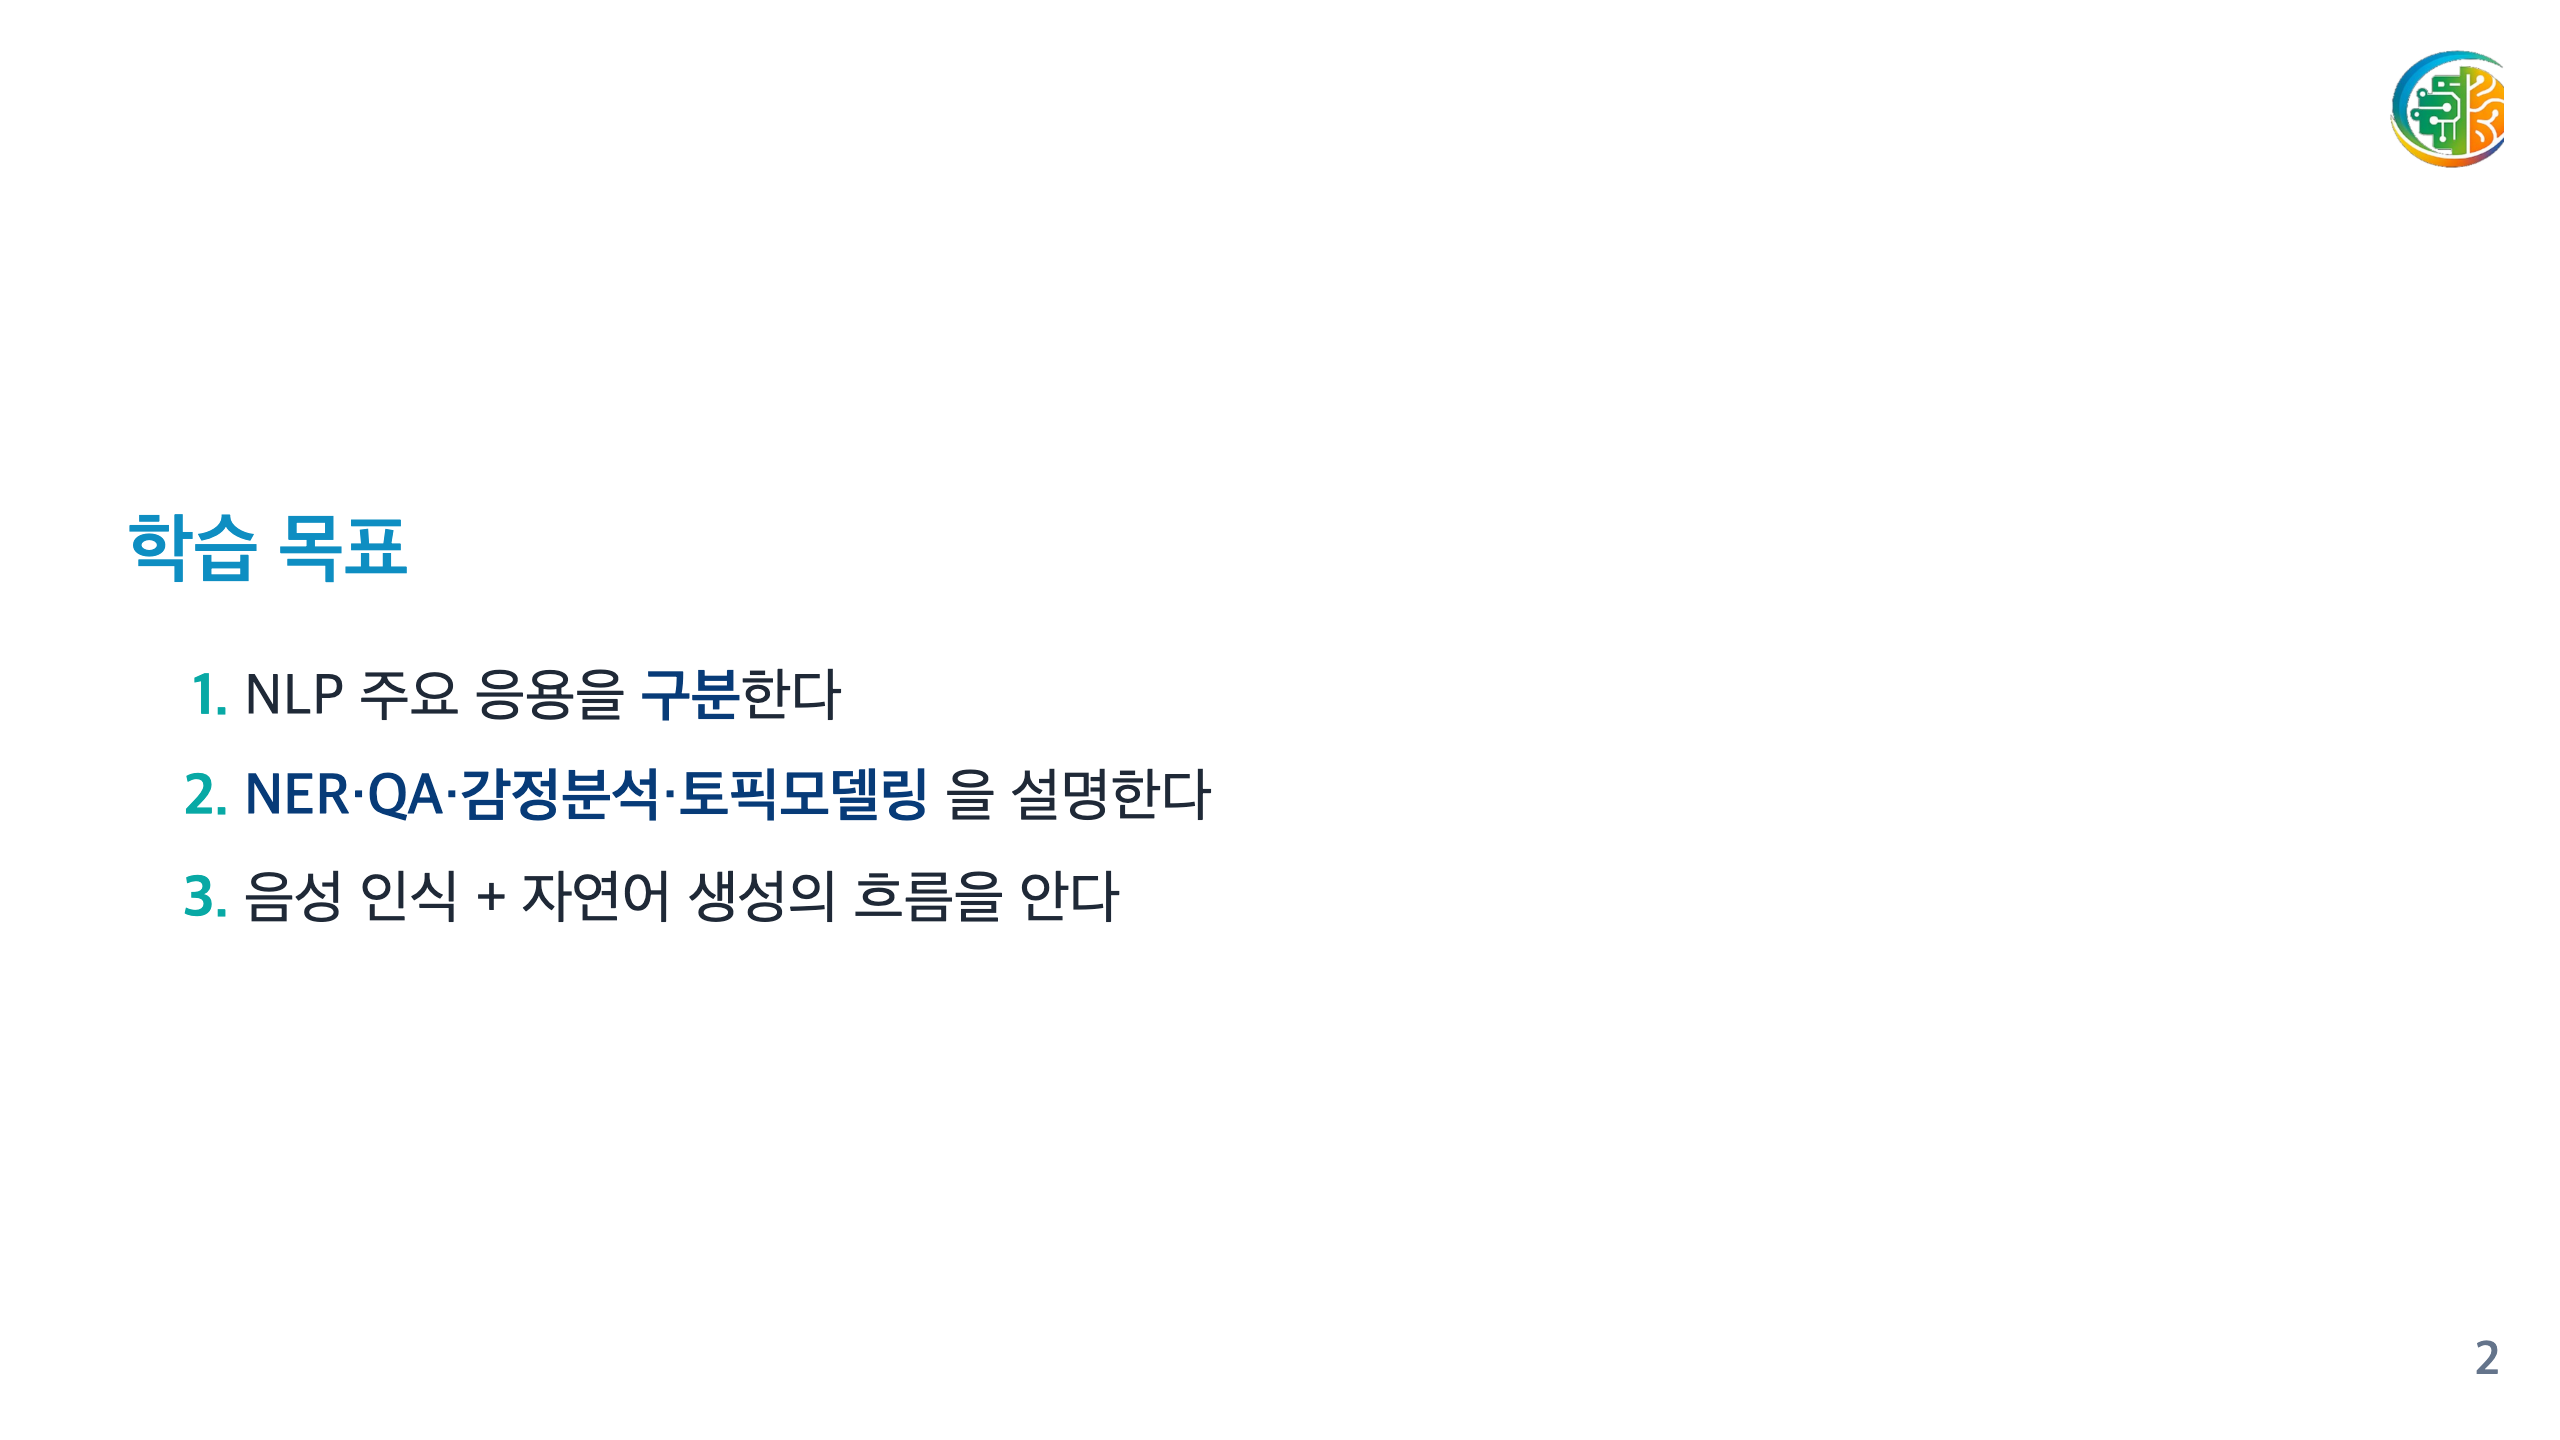 학습 목표
1. NLP 주요 응용을 구분한다
2. NER·QA·감정분석·토픽모델링 을 설명한다
3. 음성 인식 + 자연어 생성의 흐름을 안다
2